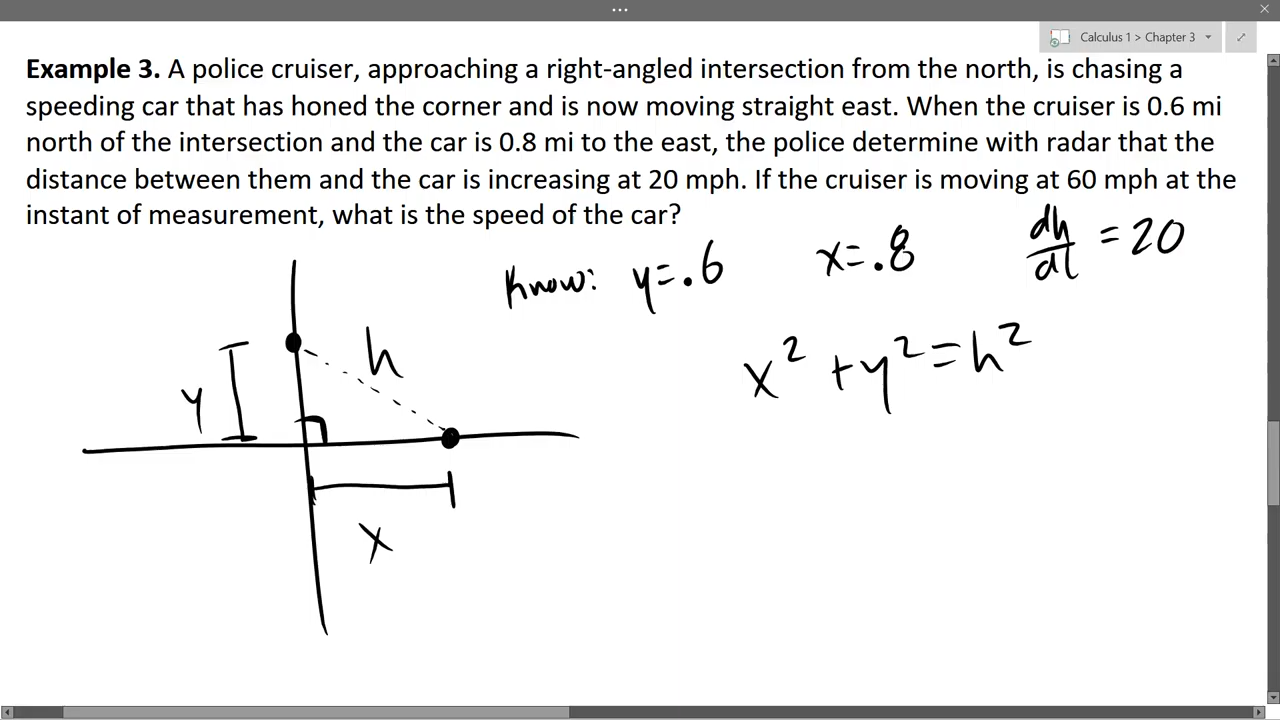 Calculus 1 > Chapter 3
Example 3. A police cruiser, approaching a right-angled intersection from the north, is chasing a
speeding car that has honed the corner and is now moving straight east. When the cruiser is 0.6 mi
north of the intersection and the car is 0.8 mi to the east, the police determine with radar that the
distance between them and the car is increasing at 20 mph. If the cruiser is moving at 60 mph at the
instant of measurement, what is the speed of the car?
Know: y=.6 x=.8 dh/dt = 20
x² + y² = h²
h
y
x